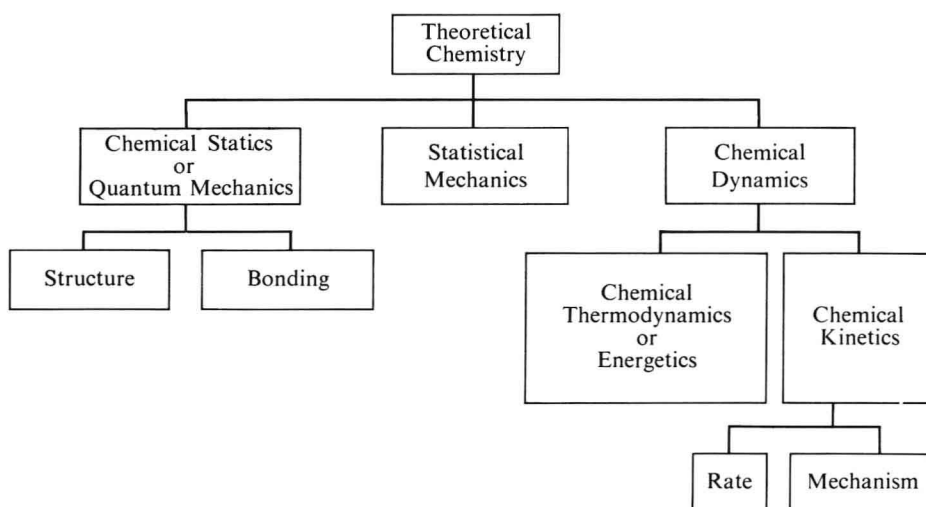 Theoretical
Chemistry
Chemical Statics
or
Quantum Mechanics
Statistical
Mechanics
Chemical
Dynamics
Structure
Bonding
Chemical
Thermodynamics
or
Energetics
Chemical
Kinetics
Rate
Mechanism